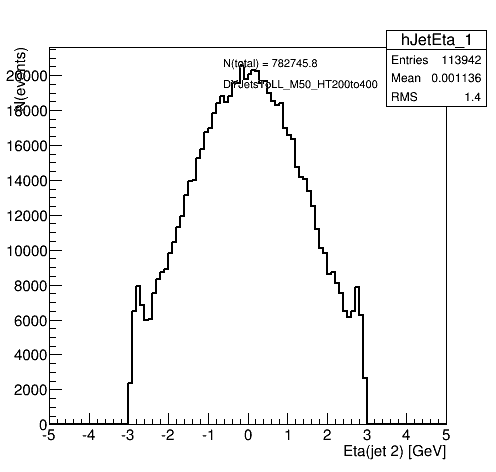 hJetEta_1
Entries 113942
Mean 0.001136
RMS 1.4
N(total) = 782745.8
N(events)
20000
18000
16000
14000
12000
10000
8000
6000
4000
2000
0
-5 -4 -3 -2 -1 0 1 2 3 4 5
Eta(jet 2) [GeV]